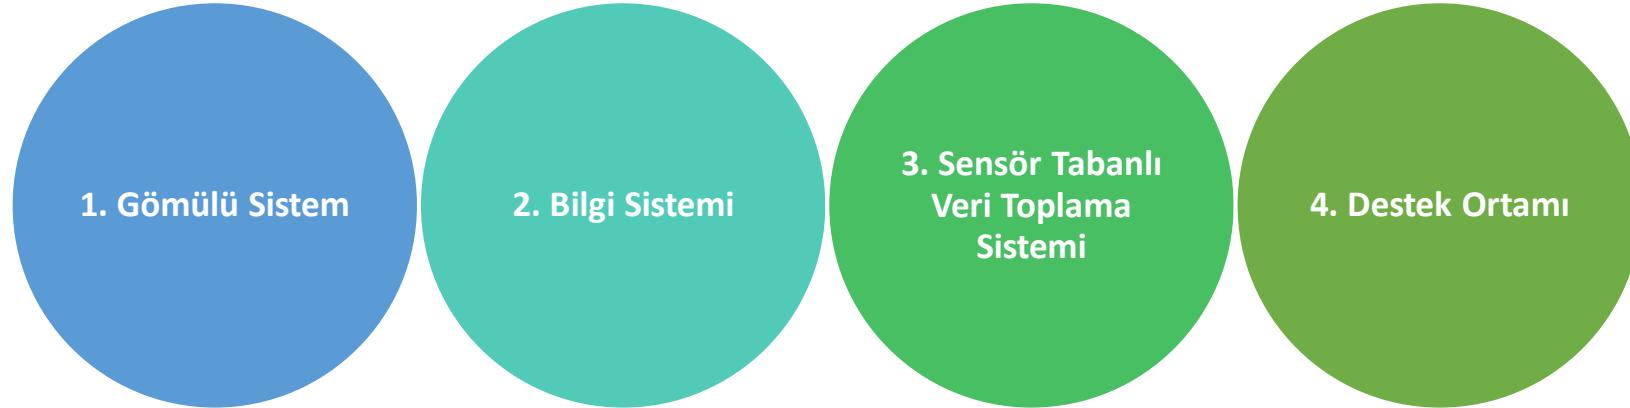 1. Gömülü Sistem
2. Bilgi Sistemi
3. Sensör Tabanlı
Veri Toplama
Sistemi
4. Destek Ortamı